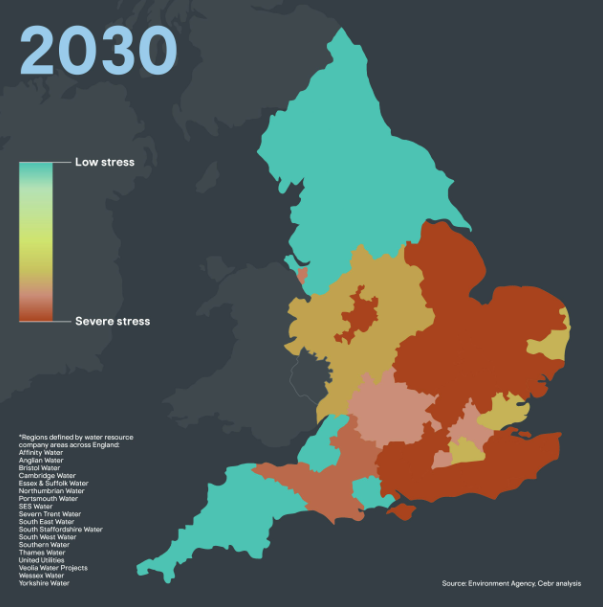 2030
Low stress
Severe stress
*Regions defined by water resource
company areas across England:
Affinity Water
Anglian Water
Bristol Water
Cambridge Water
Essex & Suffolk Water
Northumbrian Water
Portsmouth Water
SES Water
Severn Trent Water
South East Water
South Staffordshire Water
South West Water
Southern Water
Thames Water
United Utilities
Veolia Water Projects
Wessex Water
Yorkshire Water
Source: Environment Agency, Cebr analysis